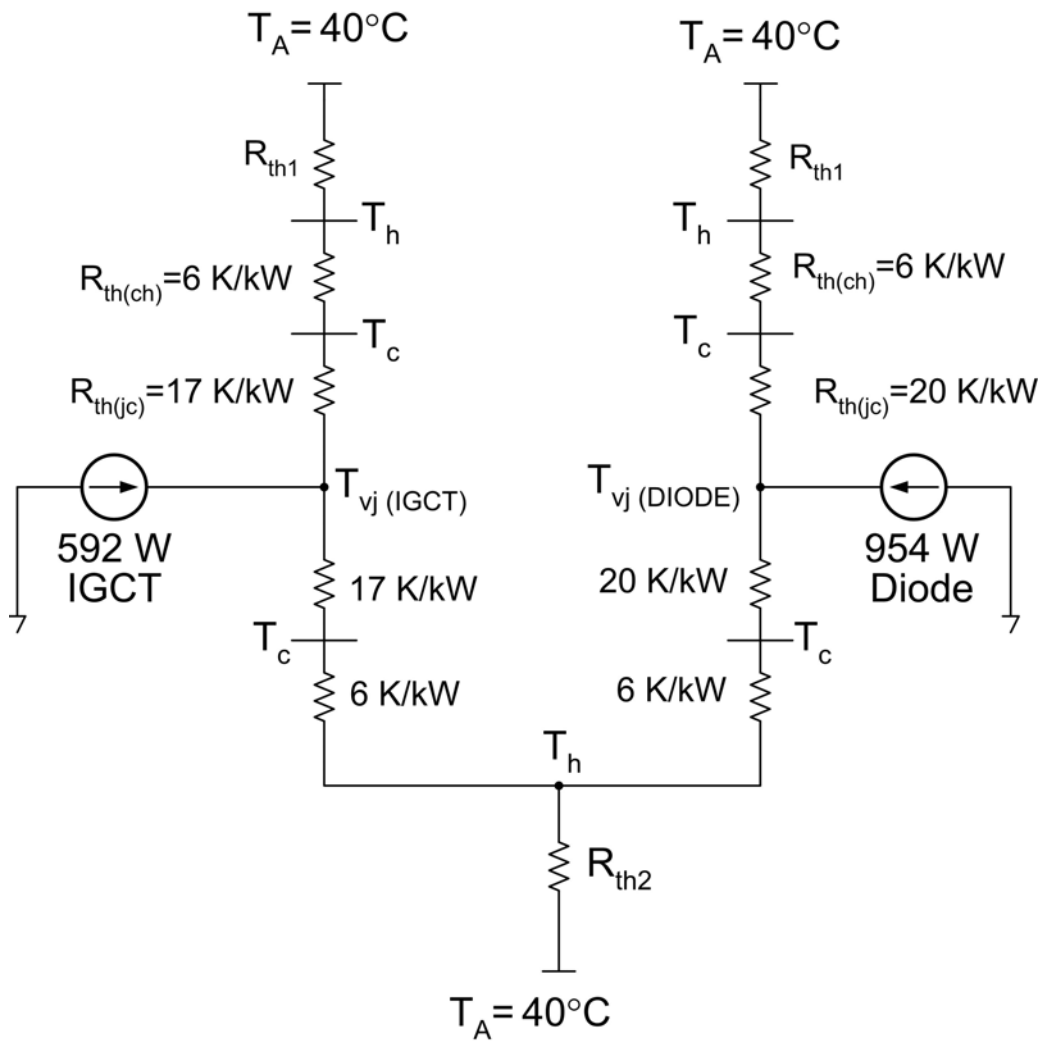 T_A = 40°C
T_A = 40°C
R_th1
R_th1
T_h
T_h
R_th(ch)=6 K/kW
R_th(ch)=6 K/kW
T_c
T_c
R_th(jc)=17 K/kW
R_th(jc)=20 K/kW
T_vj (IGCT)
T_vj (DIODE)
592 W
IGCT
954 W
Diode
17 K/kW
20 K/kW
T_c
T_c
6 K/kW
6 K/kW
T_h
R_th2
T_A = 40°C